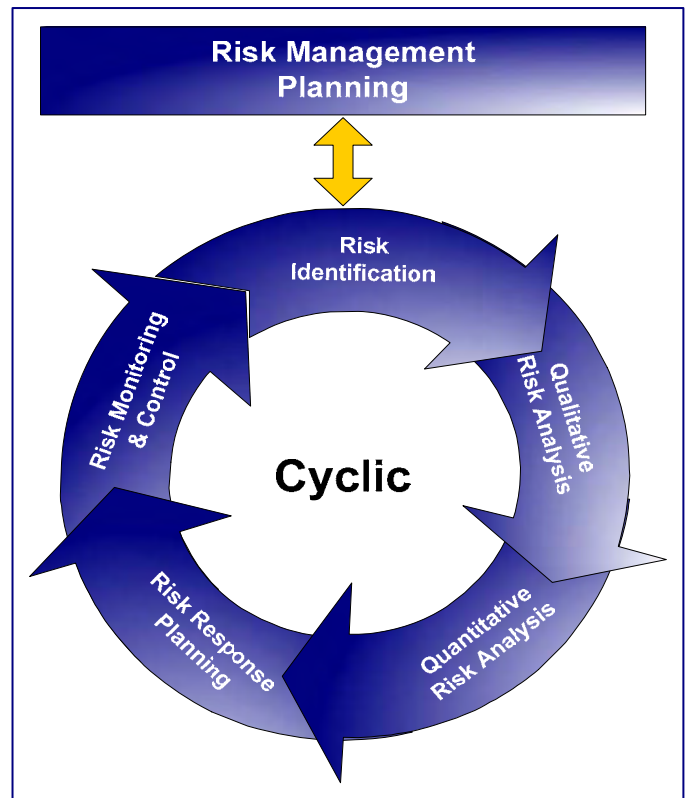 Risk Management
Planning
Risk
Identification
Qualitative
Risk Analysis
Quantitative
Risk Analysis
Risk Response
Planning
Risk Monitoring
& Control
Cyclic